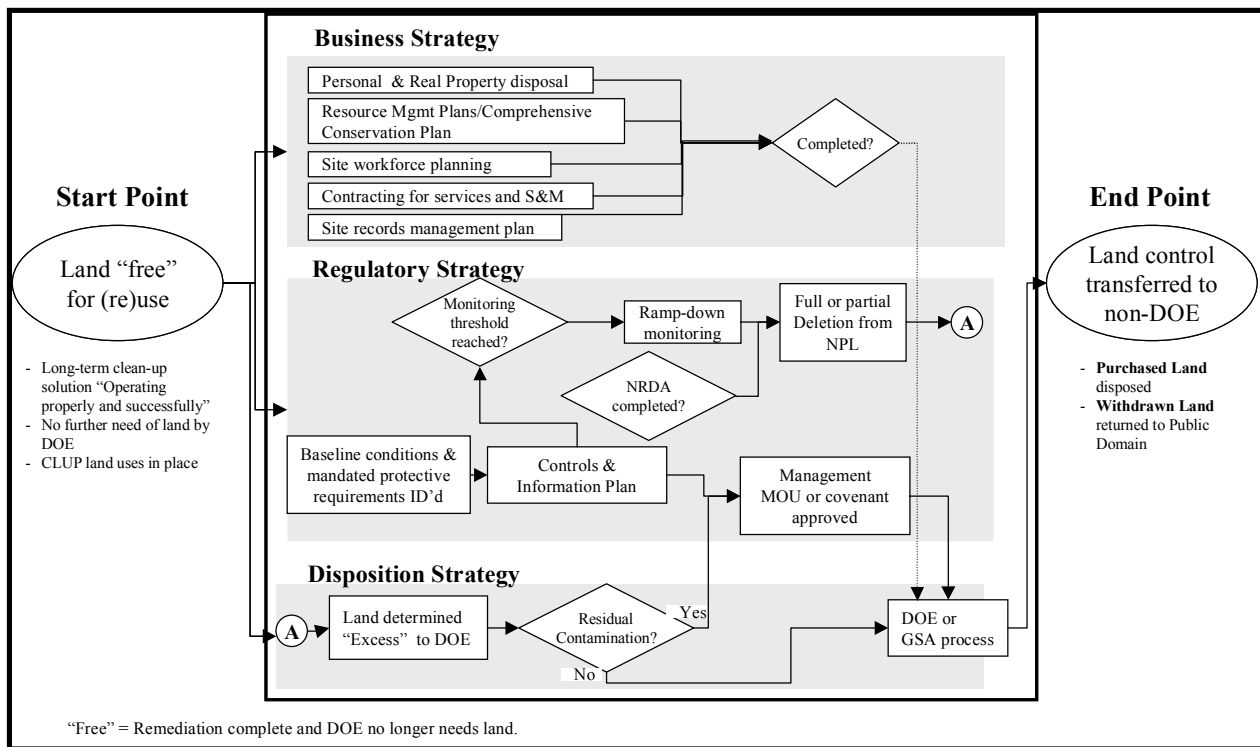 Business Strategy
Personal & Real Property disposal
Resource Mgmt Plans/Comprehensive
Conservation Plan
Site workforce planning
Contracting for services and S&M
Site records management plan
Completed?
Start Point
Land “free”
for (re)use
- Long-term clean-up
solution “Operating
properly and successfully”
- No further need of land by
DOE
- CLUP land uses in place
Regulatory Strategy
Monitoring
threshold
reached?
Ramp-down
monitoring
Full or partial
Deletion from
NPL
A
NRDA
completed?
Baseline conditions &
mandated protective
requirements ID’d
Controls &
Information Plan
Management
MOU or covenant
approved
Disposition Strategy
A
Land determined
“Excess” to DOE
Residual
Contamination?
Yes
No
DOE or
GSA process
End Point
Land control
transferred to
non-DOE
- Purchased Land
disposed
- Withdrawn Land
returned to Public
Domain
“Free” = Remediation complete and DOE no longer needs land.